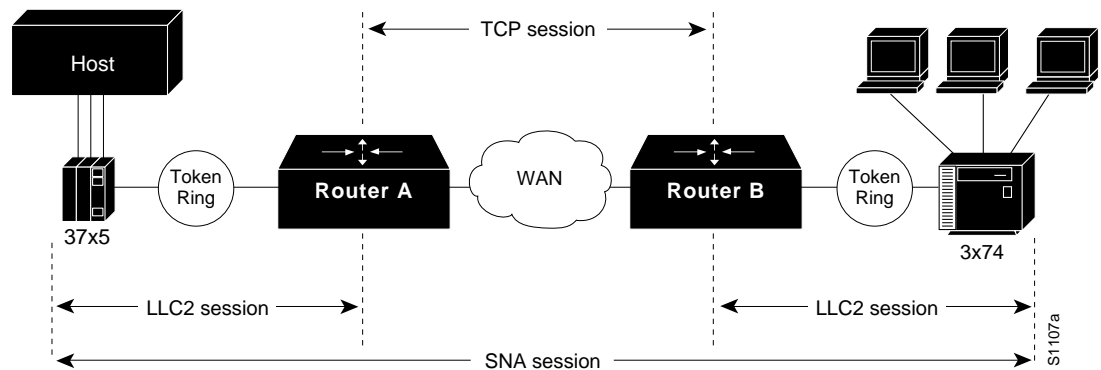 TCP session
Host
Token
Ring
Router A
WAN
Router B
Token
Ring
37x5
3x74
LLC2 session
LLC2 session
SNA session
S1107a